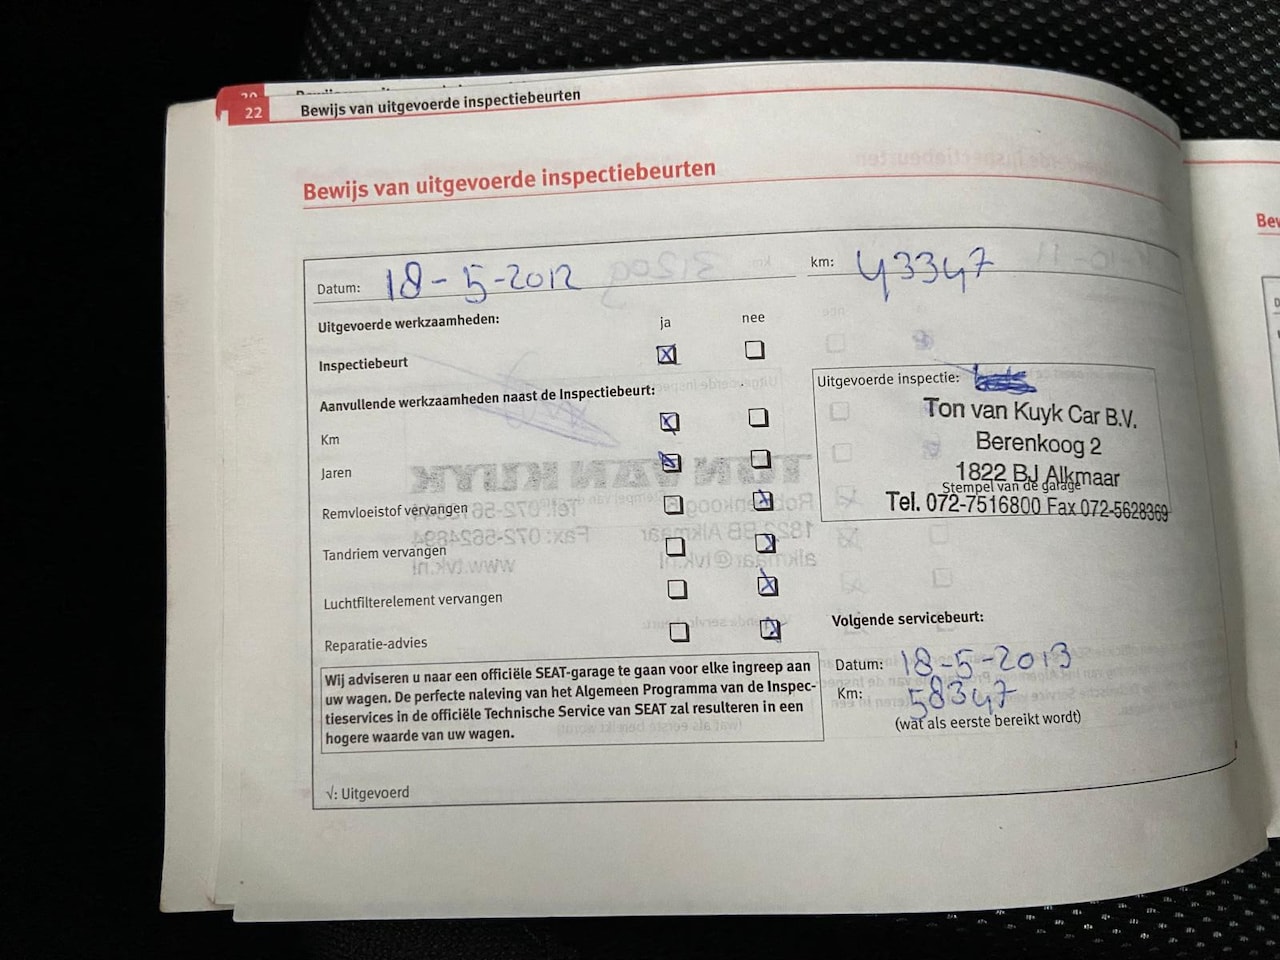 22
Bewijs van uitgevoerde inspectiebeurten
Bewijs van uitgevoerde inspectiebeurten
Datum: 18-5-2012
km: 43347
Uitgevoerde werkzaamheden:
ja
nee
Inspectiebeurt
Aanvullende werkzaamheden naast de Inspectiebeurt:
Km
Jaren
Remvloeistof vervangen
Tandriem vervangen
Luchtfilterelement vervangen
Reparatie-advies
Uitgevoerde inspectie:
Ton van Kuyk Car B.V.
Berenkoog 2
1822 BJ Alkmaar
Stempel van de garage
Tel. 072-7516800 Fax 072-5628369
Wij adviseren u naar een officiële SEAT-garage te gaan voor elke ingreep aan
uw wagen. De perfecte naleving van het Algemeen Programma van de Inspec-
tieservices in de officiële Technische Service van SEAT zal resulteren in een
hogere waarde van uw wagen.
Volgende servicebeurt:
Datum: 18-5-2013
Km: 58347
(wat als eerste bereikt wordt)
√: Uitgevoerd